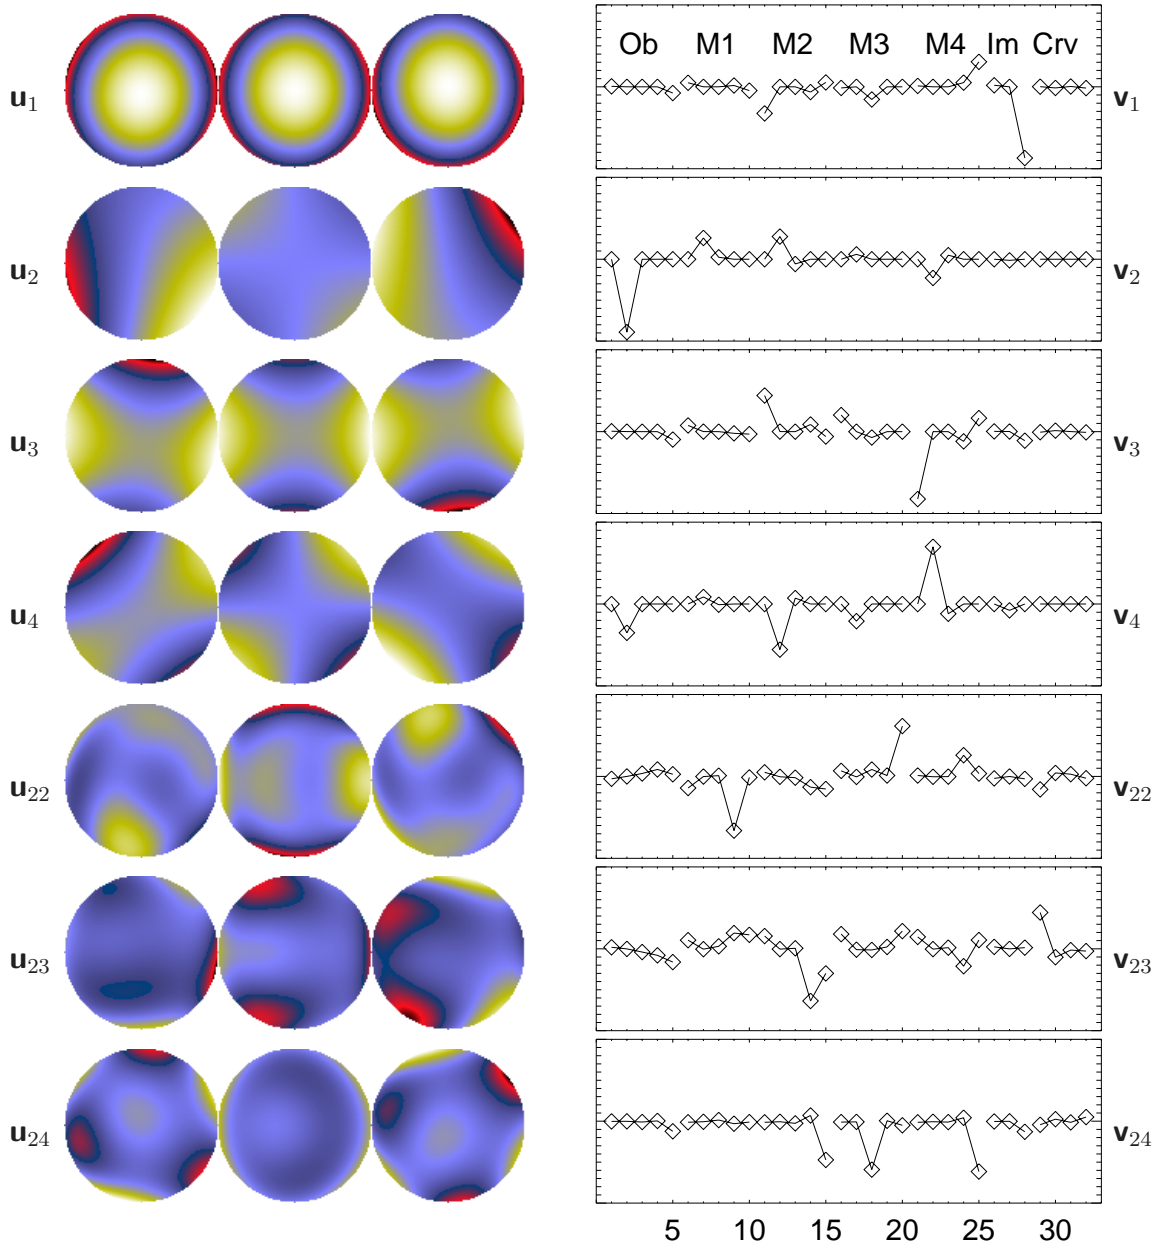 Ob M1 M2 M3 M4 Im Crv
u₁ v₁
u₂ v₂
u₃ v₃
u₄ v₄
u₂₂ v₂₂
u₂₃ v₂₃
u₂₄ v₂₄
5 10 15 20 25 30